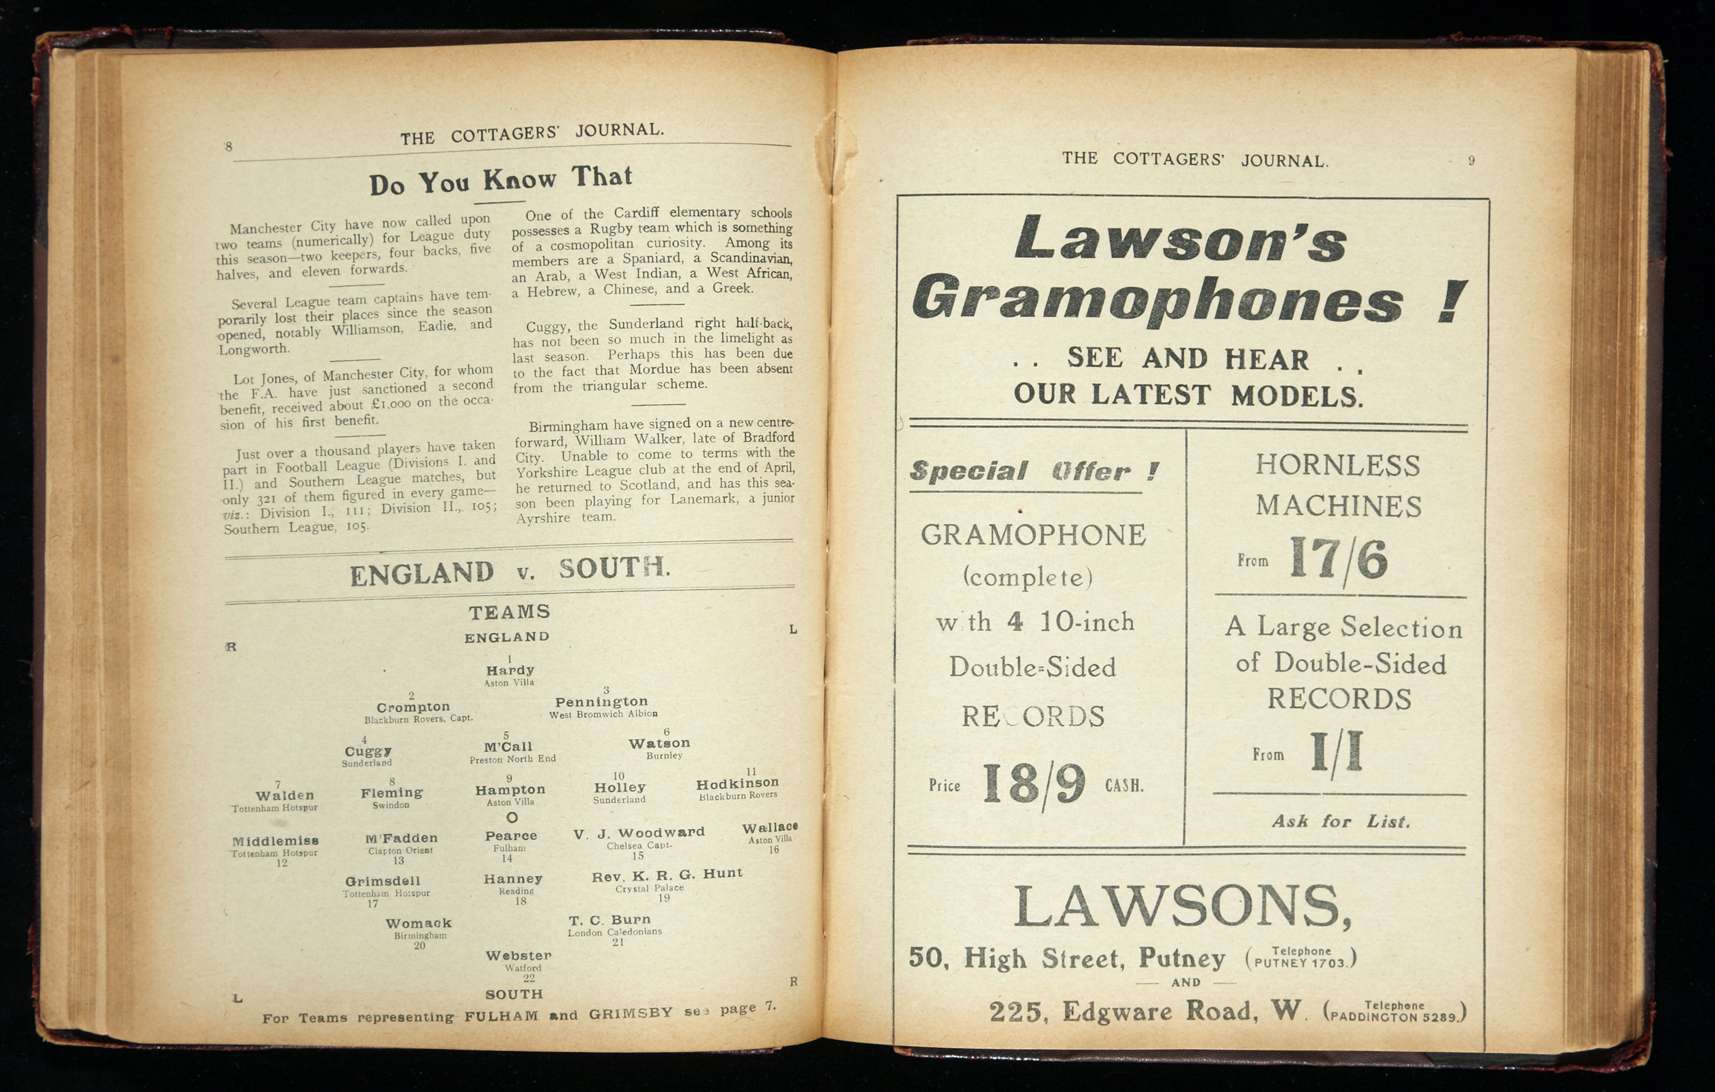 8
THE COTTAGERS' JOURNAL.
Do You Know That
Manchester City have now called upon
two teams (numerically) for League duty
this season—two keepers, four backs, five
halves, and eleven forwards.
Several League team captains have tem-
porarily lost their places since the season
opened, notably Williamson, Eadie, and
Longworth.
Lot Jones, of Manchester City, for whom
the F.A. have just sanctioned a second
benefit, received about £1,000 on the occa-
sion of his first benefit.
Just over a thousand players have taken
part in Football League (Divisions I. and
II.) and Southern League matches, but
only 321 of them figured in every game—
viz.: Division I., 111; Division II., 105;
Southern League, 105.
One of the Cardiff elementary schools
possesses a Rugby team which is something
of a cosmopolitan curiosity. Among its
members are a Spaniard, a Scandinavian,
an Arab, a West Indian, a West African,
a Hebrew, a Chinese, and a Greek.
Cuggy, the Sunderland right half-back,
has not been so much in the limelight as
last season. Perhaps this has been due
to the fact that Mordue has been absent
from the triangular scheme.
Birmingham have signed on a new centre-
forward, William Walker, late of Bradford
City. Unable to come to terms with the
Yorkshire League club at the end of April,
he returned to Scotland, and has this sea-
son been playing for Lanemark, a junior
Ayrshire team.
ENGLAND v. SOUTH.
TEAMS
ENGLAND
R L
1
Hardy
Aston Villa
2 3
Crompton Pennington
Blackburn Rovers, Capt. West Bromwich Albion
4 5 6
Cuggy M'Call Watson
Sunderland Preston North End Burnley
7 8 9 10 11
Walden Fleming Hampton Holley Hodkinson
Tottenham Hotspur Swindon Aston Villa Sunderland Blackburn Rovers
O
Middlemiss M'Fadden Pearce V. J. Woodward Wallace
Tottenham Hotspur Clapton Orient Fulham Chelsea Capt. Aston Villa
12 13 14 15 16
Grimsdell Hanney Rev. K. R. G. Hunt
Tottenham Hotspur Reading Crystal Palace
17 18 19
Womack T. C. Burn
Birmingham London Caledonians
20 21
Webster
Watford
22
L SOUTH R
For Teams representing FULHAM and GRIMSBY see page 7.
THE COTTAGERS' JOURNAL. 9
Lawson's
Gramophones !
. . SEE AND HEAR . .
OUR LATEST MODELS.
Special Offer !
GRAMOPHONE
(complete)
w th 4 10-inch
Double-Sided
RECORDS
Price 18/9 CASH.
HORNLESS
MACHINES
From 17/6
A Large Selection
of Double-Sided
RECORDS
From 1/1
Ask for List.
LAWSONS,
50, High Street, Putney (Telephone PUTNEY 1703.)
AND
225, Edgware Road, W. (Telephone PADDINGTON 5289.)